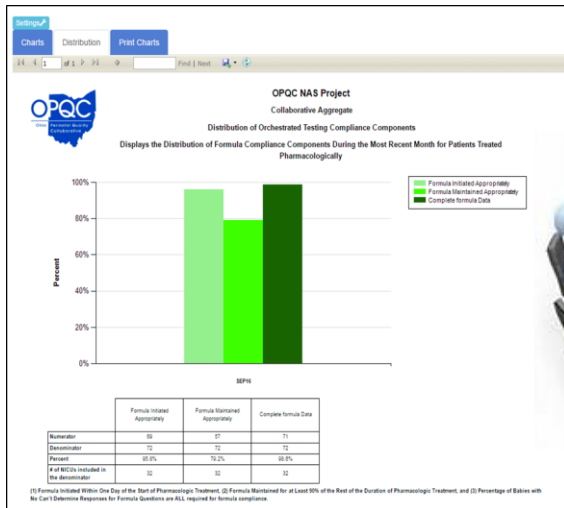 Settings
Charts Distribution Print Charts
1 of 1 Find | Next
OPQC
Ohio Perinatal Quality
Collaborative
OPQC NAS Project
Collaborative Aggregate
Distribution of Orchestrated Testing Compliance Components
Displays the Distribution of Formula Compliance Components During the Most Recent Month for Patients Treated
Pharmacologically
Formula Initiated Appropriately
Formula Maintained Appropriately
Complete formula Data
100%
80%
60%
40%
20%
0%
Percent
SEP16
Formula Initiated
Appropriately
Formula Maintained
Appropriately
Complete formula Data
Numerator 69 57 71
Denominator 72 72 72
Percent 95.8% 79.2% 98.6%
# of NICUs included in
the denominator 32 32 32
(1) Formula Initiated Within One Day of the Start of Pharmacologic Treatment, (2) Formula Maintained for at Least 90% of the Rest of the Duration of Pharmacologic Treatment, and (3) Percentage of Babies with
No Can't Determine Responses for Formula Questions are ALL required for formula compliance.